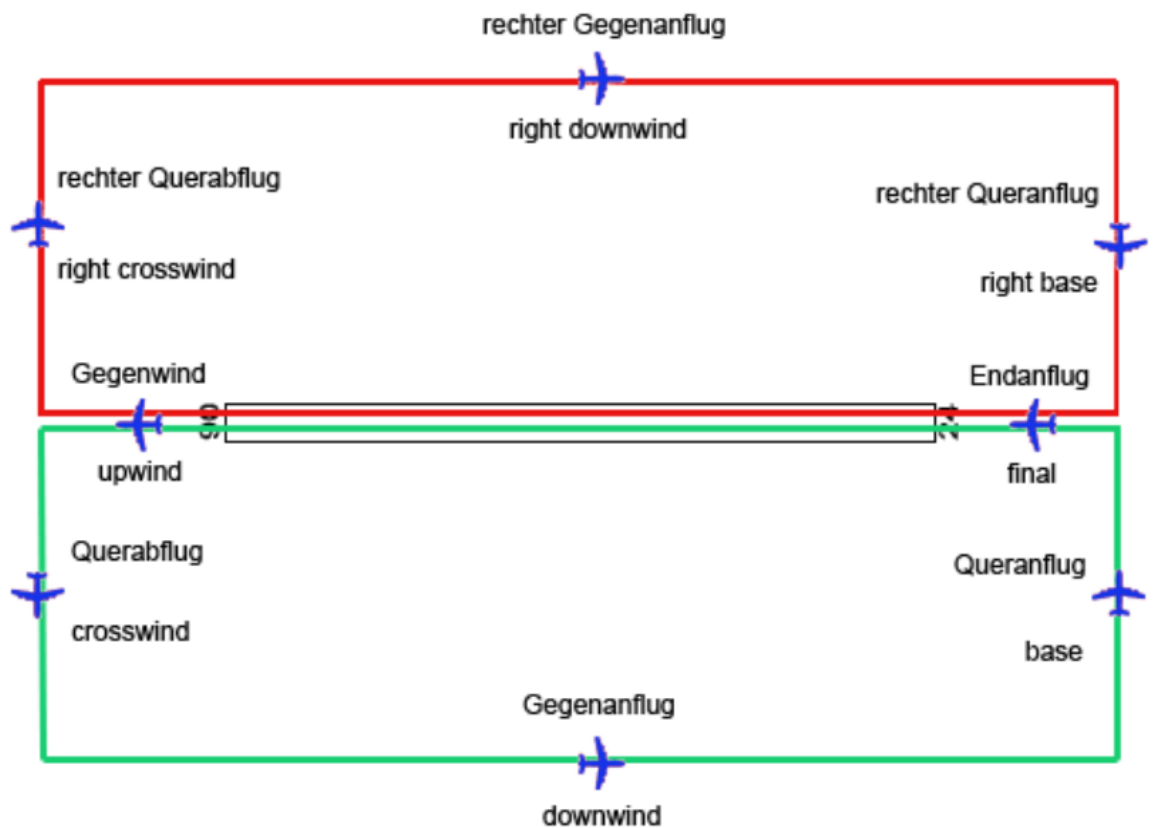 rechter Gegenanflug
right downwind
rechter Querabflug
rechter Queranflug
right crosswind
right base
Gegenwind
Endanflug
06
24
upwind
final
Querabflug
Queranflug
crosswind
base
Gegenanflug
downwind